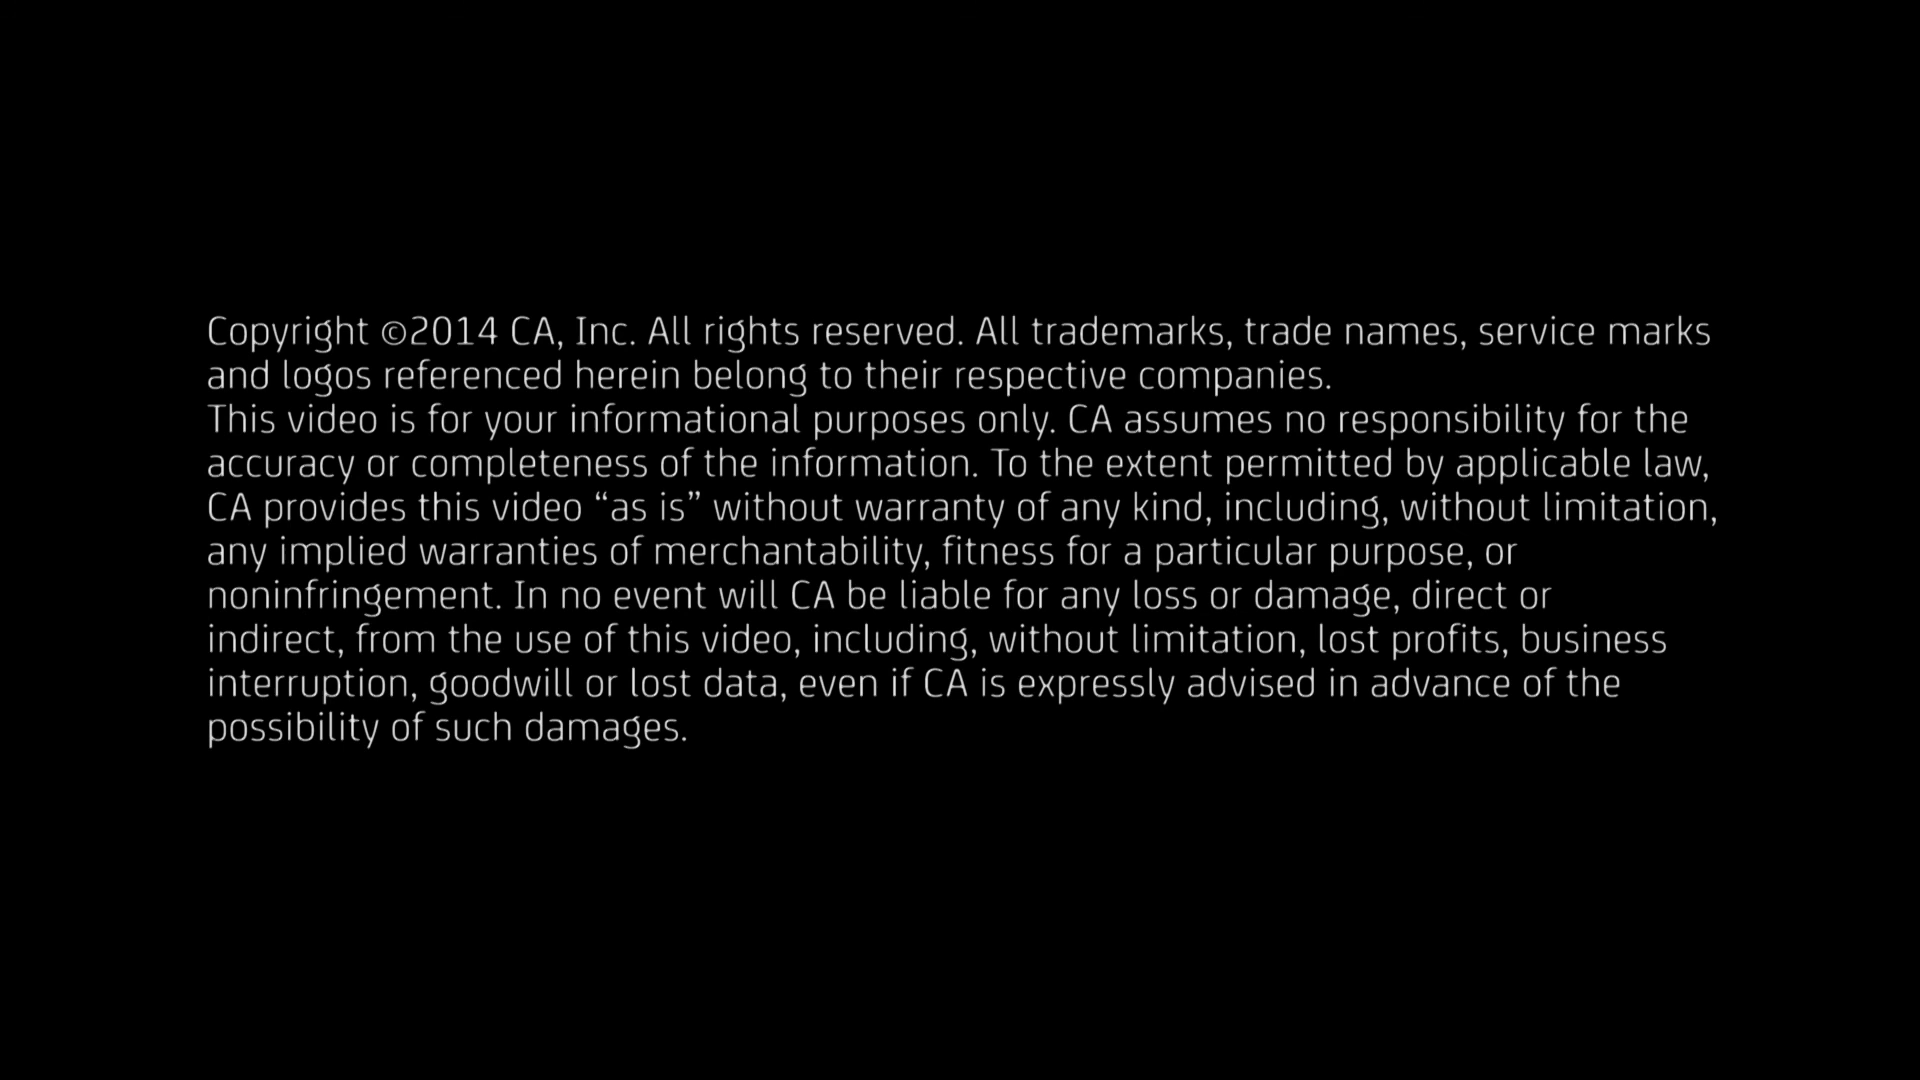 Copyright ©2014 CA, Inc. All rights reserved. All trademarks, trade names, service marks
and logos referenced herein belong to their respective companies.
This video is for your informational purposes only. CA assumes no responsibility for the
accuracy or completeness of the information. To the extent permitted by applicable law,
CA provides this video “as is” without warranty of any kind, including, without limitation,
any implied warranties of merchantability, fitness for a particular purpose, or
noninfringement. In no event will CA be liable for any loss or damage, direct or
indirect, from the use of this video, including, without limitation, lost profits, business
interruption, goodwill or lost data, even if CA is expressly advised in advance of the
possibility of such damages.